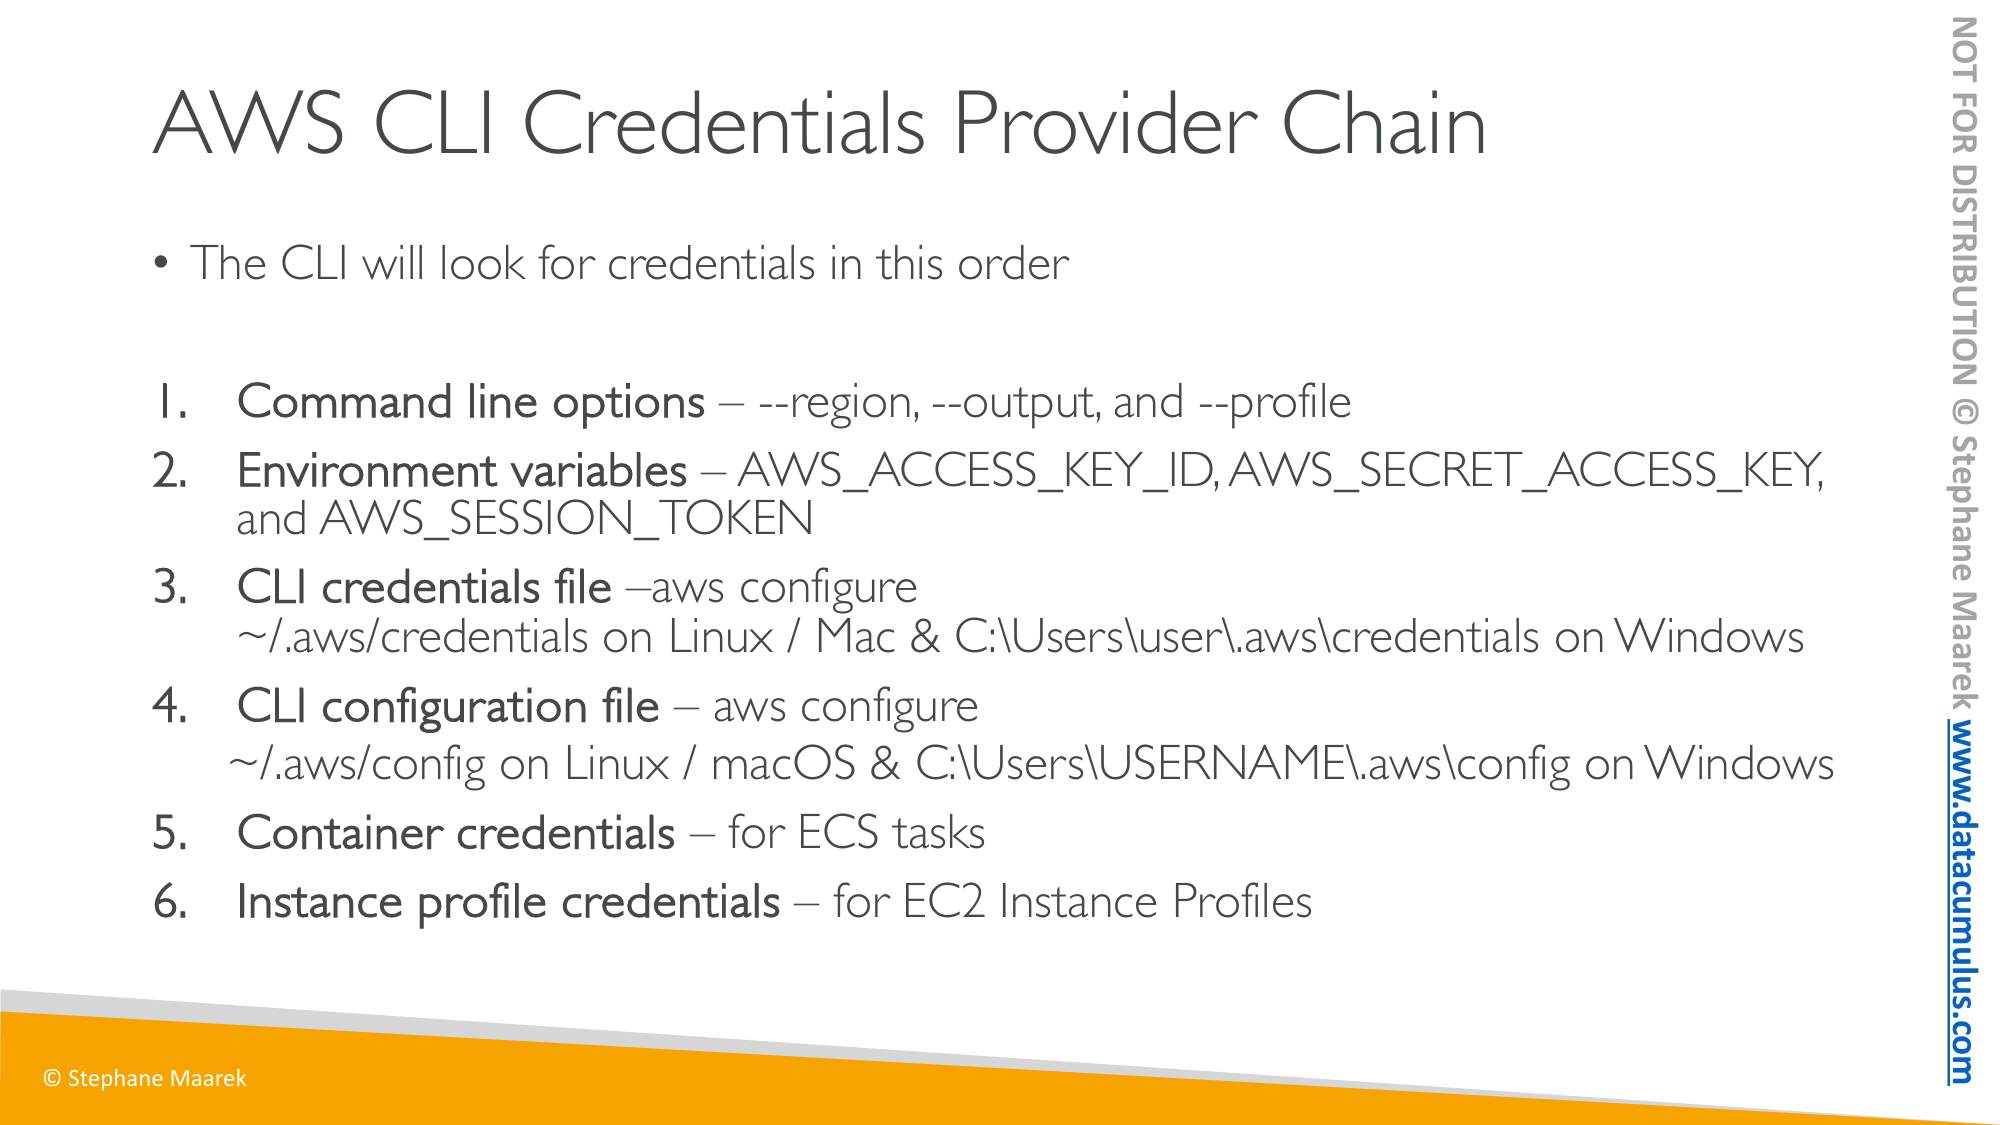 AWS CLI Credentials Provider Chain
• The CLI will look for credentials in this order
1. Command line options – --region, --output, and --profile
2. Environment variables – AWS_ACCESS_KEY_ID, AWS_SECRET_ACCESS_KEY,
and AWS_SESSION_TOKEN
3. CLI credentials file –aws configure
~/.aws/credentials on Linux / Mac & C:\Users\user\.aws\credentials on Windows
4. CLI configuration file – aws configure
~/.aws/config on Linux / macOS & C:\Users\USERNAME\.aws\config on Windows
5. Container credentials – for ECS tasks
6. Instance profile credentials – for EC2 Instance Profiles
© Stephane Maarek
NOT FOR DISTRIBUTION © Stephane Maarek www.datacumulus.com